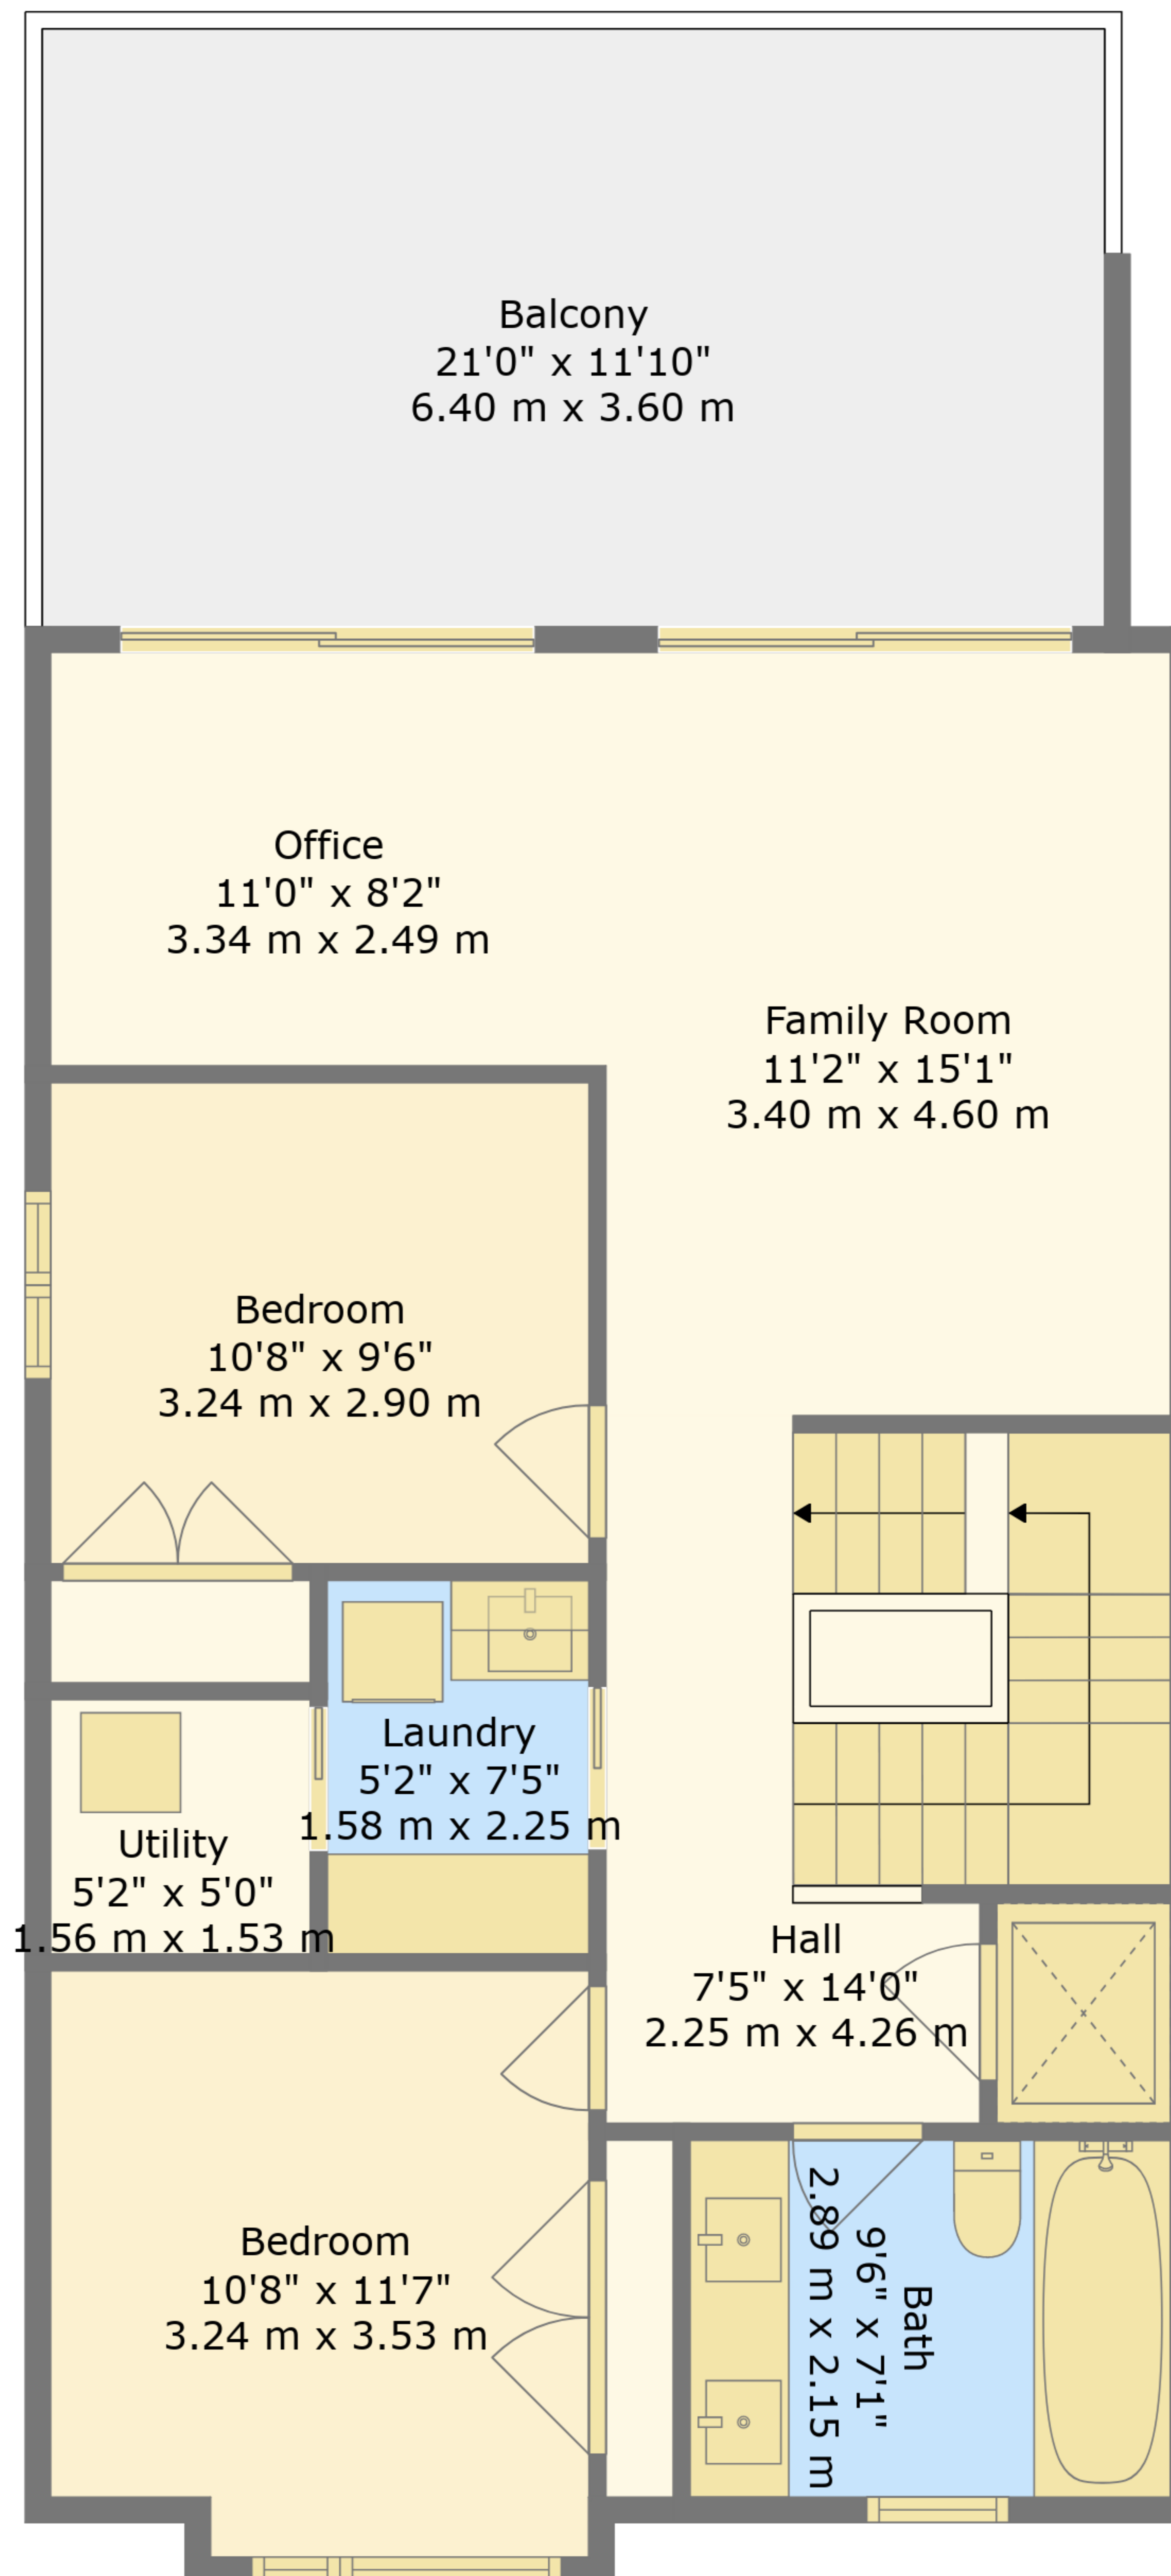 Balcony
21'0" x 11'10"
6.40 m x 3.60 m
Office
11'0" x 8'2"
3.34 m x 2.49 m
Family Room
11'2" x 15'1"
3.40 m x 4.60 m
Bedroom
10'8" x 9'6"
3.24 m x 2.90 m
Laundry
5'2" x 7'5"
1.58 m x 2.25 m
Utility
5'2" x 5'0"
1.56 m x 1.53 m
Hall
7'5" x 14'0"
2.25 m x 4.26 m
Bedroom
10'8" x 11'7"
3.24 m x 3.53 m
Bath
9'6" x 7'1"
2.89 m x 2.15 m